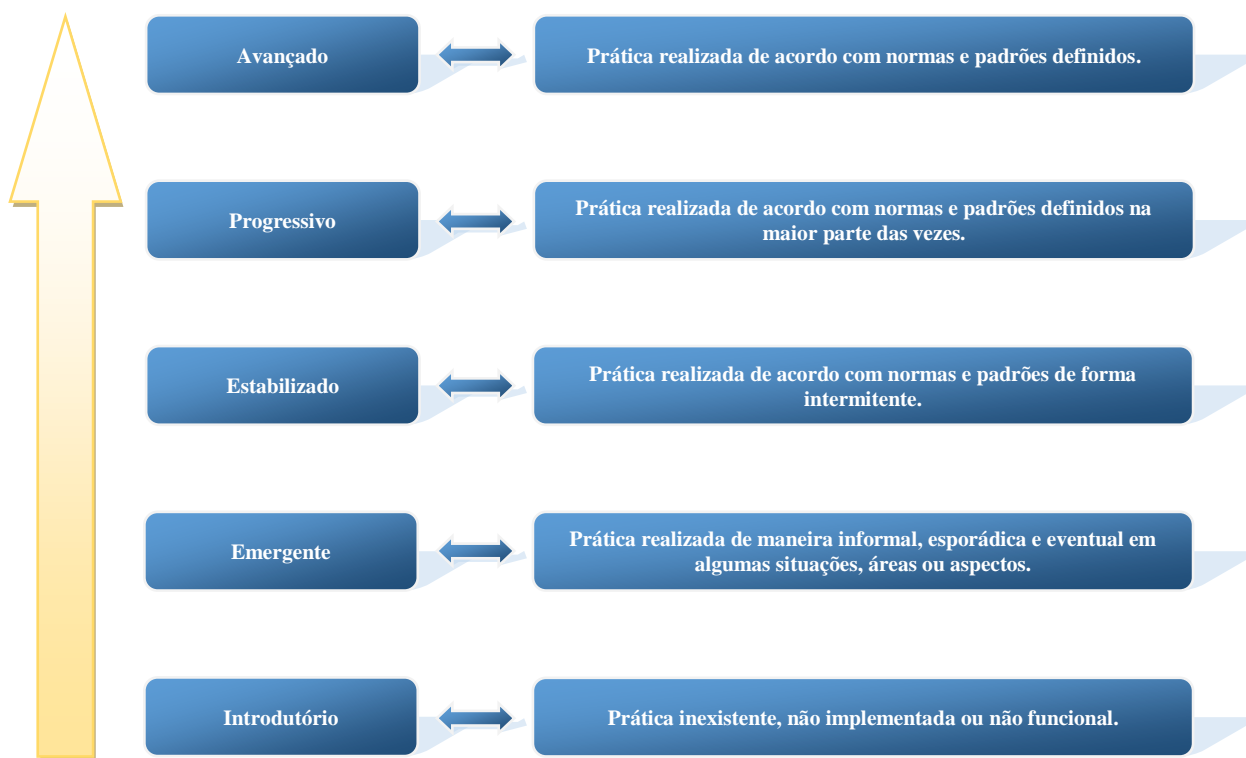 Avançado
Prática realizada de acordo com normas e padrões definidos.
Progressivo
Prática realizada de acordo com normas e padrões definidos na
maior parte das vezes.
Estabilizado
Prática realizada de acordo com normas e padrões de forma
intermitente.
Emergente
Prática realizada de maneira informal, esporádica e eventual em
algumas situações, áreas ou aspectos.
Introdutório
Prática inexistente, não implementada ou não funcional.